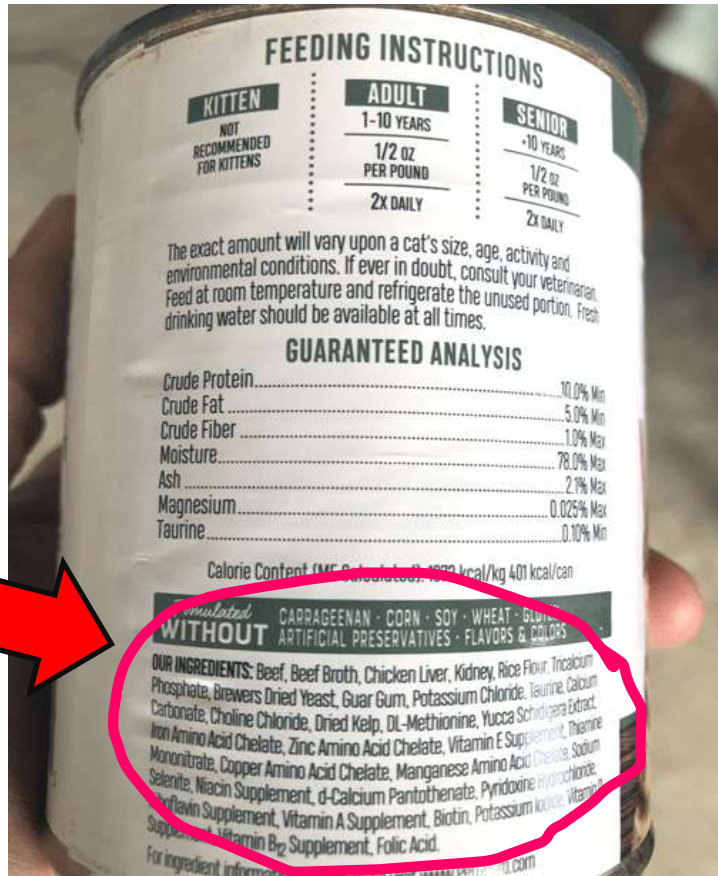 FEEDING INSTRUCTIONS
KITTEN
NOT
RECOMMENDED
FOR KITTENS
ADULT
1-10 YEARS
1/2 OZ
PER POUND
2X DAILY
SENIOR
+10 YEARS
1/2 OZ
PER POUND
2X DAILY
The exact amount will vary upon a cat's size, age, activity and
environmental conditions. If ever in doubt, consult your veterinarian.
Feed at room temperature and refrigerate the unused portion. Fresh
drinking water should be available at all times.
GUARANTEED ANALYSIS
Crude Protein 10.0% Min
Crude Fat 5.0% Min
Crude Fiber 1.0% Max
Moisture 78.0% Max
Ash 2.1% Max
Magnesium 0.025% Max
Taurine 0.10% Min
Calorie Content kcal/kg 401 kcal/can
WITHOUT CARRAGEENAN · CORN · SOY · WHEAT
ARTIFICIAL PRESERVATIVES · FLAVORS & COLORS
OUR INGREDIENTS: Beef, Beef Broth, Chicken Liver, Kidney, Rice Flour, Tricalcium
Phosphate, Brewers Dried Yeast, Guar Gum, Potassium Chloride, Taurine, Calcium
Carbonate, Choline Chloride, Dried Kelp, DL-Methionine, Yucca Schidigera Extract,
Iron Amino Acid Chelate, Zinc Amino Acid Chelate, Vitamin E Supplement, Thiamine
Mononitrate, Copper Amino Acid Chelate, Manganese Amino Acid Chelate, Sodium
Selenite, Niacin Supplement, d-Calcium Pantothenate, Pyridoxine Hydrochloride,
Riboflavin Supplement, Vitamin A Supplement, Biotin, Potassium Iodide, Vitamin
Supplement, Vitamin B12 Supplement, Folic Acid.
For ingredient